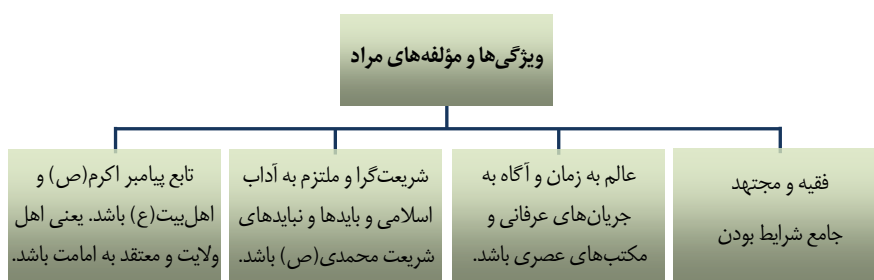 ویژگی‌ها و مؤلفه‌های مراد
فقیه و مجتهد
جامع شرایط بودن
عالم به زمان و آگاه به
جریان‌های عرفانی و
مکتب‌های عصری باشد.
شریعت‌گرا و ملتزم به آداب
اسلامی و بایدها و نبایدهای
شریعت محمدی(ص) باشد.
تابع پیامبر اکرم(ص) و
اهل‌بیت(ع) باشد. یعنی اهل
ولایت و معتقد به امامت باشد.